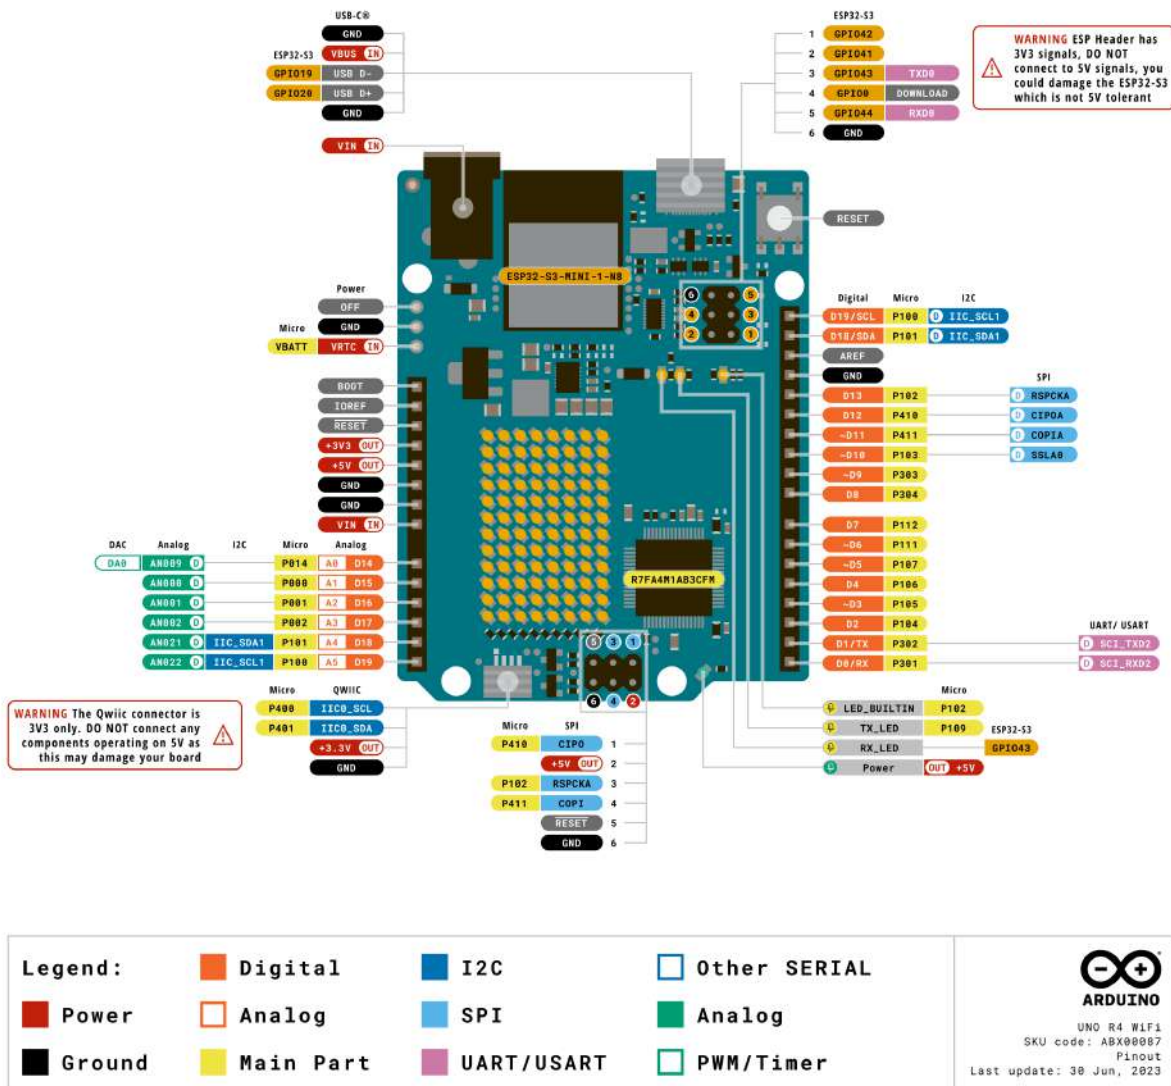 USB-C®
GND
VBUS IN
ESP32-S3
GPIO19 USB D-
GPIO20 USB D+
GND
VIN IN
ESP32-S3
1 GPIO42
2 GPIO41
3 GPIO43 TXD0
4 GPIO0 DOWNLOAD
5 GPIO44 RXD0
6 GND
WARNING ESP Header has
3V3 signals, DO NOT
connect to 5V signals, you
could damage the ESP32-S3
which is not 5V tolerant
RESET
ESP32-S3-MINI-1-N8
6 5
4 3
2 1
Power
OFF
GND
Micro
VBATT VRTC IN
BOOT
IOREF
RESET
+3V3 OUT
+5V OUT
GND
GND
VIN IN
DAC Analog I2C Micro Analog
DA0 AN009 D P014 A0 D14
AN000 D P000 A1 D15
AN001 D P001 A2 D16
AN002 D P002 A3 D17
AN021 D IIC_SDA1 P101 A4 D18
AN022 D IIC_SCL1 P100 A5 D19
Digital Micro I2C
D19/SCL P100 D IIC_SCL1
D18/SDA P101 D IIC_SDA1
AREF
GND
SPI
D13 P102 D RSPCKA
D12 P410 D CIPOA
~D11 P411 D COPIA
~D10 P103 D SSLA0
~D9 P303
D8 P304
D7 P112
~D6 P111
~D5 P107
D4 P106
~D3 P105
D2 P104
UART/ USART
D1/TX P302 D SCI_TXD2
D0/RX P301 D SCI_RXD2
R7FA4M1AB3CFM
5 3 1
6 4 2
Micro QWIIC
P400 IIC0_SCL
P401 IIC0_SDA
+3.3V OUT
GND
WARNING The Qwiic connector is
3V3 only. DO NOT connect any
components operating on 5V as
this may damage your board
Micro SPI
P410 CIPO 1
+5V OUT 2
P102 RSPCKA 3
P411 COPI 4
RESET 5
GND 6
Micro
LED_BUILTIN P102
TX_LED P109
ESP32-S3
RX_LED GPIO43
Power OUT +5V
Legend:
Power
Ground
Digital
Analog
Main Part
I2C
SPI
UART/USART
Other SERIAL
Analog
PWM/Timer
ARDUINO
UNO R4 WiFi
SKU code: ABX00087
Pinout
Last update: 30 Jun, 2023